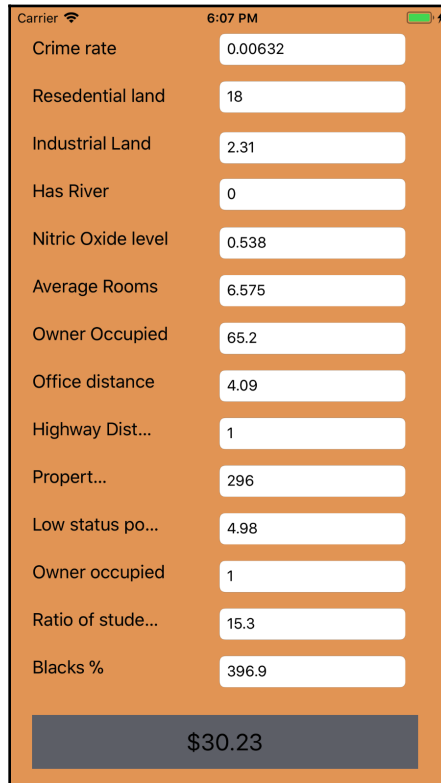 Carrier 6:07 PM
Crime rate 0.00632
Resedential land 18
Industrial Land 2.31
Has River 0
Nitric Oxide level 0.538
Average Rooms 6.575
Owner Occupied 65.2
Office distance 4.09
Highway Dist... 1
Propert... 296
Low status po... 4.98
Owner occupied 1
Ratio of stude... 15.3
Blacks % 396.9
$30.23